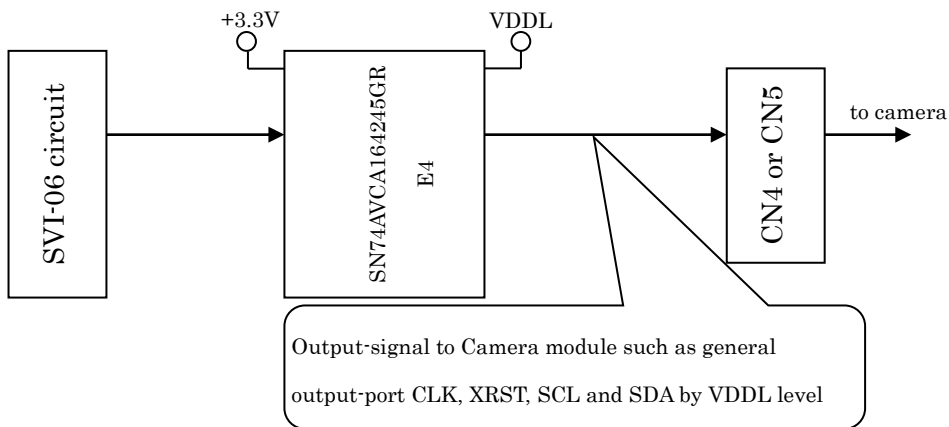 +3.3V
VDDL
SVI-06 circuit
SN74AVCA164245GR
E4
CN4 or CN5
to camera
Output-signal to Camera module such as general
output-port CLK, XRST, SCL and SDA by VDDL level